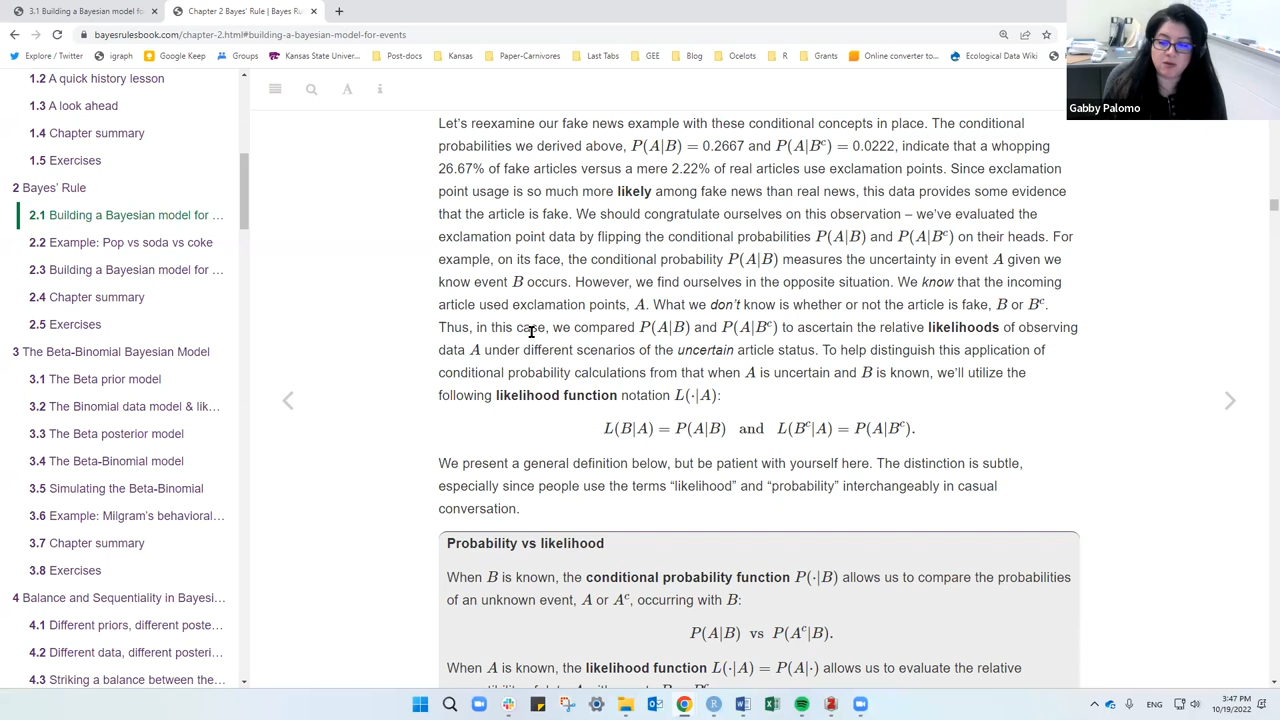 3.1 Building a Bayesian model fo
Chapter 2 Bayes' Rule | Bayes Ru
bayesrulesbook.com/chapter-2.html#building-a-bayesian-model-for-events
Explore / Twitter
igraph
Google Keep
Groups
Kansas State Univer...
Post-docs
Kansas
Paper-Carnivores
Last Tabs
GEE
Blog
Ocelots
R
Grants
Online converter to...
Ecological Data Wiki
Gabby Palomo
1.2 A quick history lesson
1.3 A look ahead
1.4 Chapter summary
1.5 Exercises
2 Bayes' Rule
2.1 Building a Bayesian model for ...
2.2 Example: Pop vs soda vs coke
2.3 Building a Bayesian model for ...
2.4 Chapter summary
2.5 Exercises
3 The Beta-Binomial Bayesian Model
3.1 The Beta prior model
3.2 The Binomial data model & lik...
3.3 The Beta posterior model
3.4 The Beta-Binomial model
3.5 Simulating the Beta-Binomial
3.6 Example: Milgram's behavioral...
3.7 Chapter summary
3.8 Exercises
4 Balance and Sequentiality in Bayesi...
4.1 Different priors, different poste...
4.2 Different data, different posteri...
4.3 Striking a balance between the...
Let's reexamine our fake news example with these conditional concepts in place. The conditional
probabilities we derived above, P(A|B) = 0.2667 and P(A|Bᶜ) = 0.0222, indicate that a whopping
26.67% of fake articles versus a mere 2.22% of real articles use exclamation points. Since exclamation
point usage is so much more likely among fake news than real news, this data provides some evidence
that the article is fake. We should congratulate ourselves on this observation – we've evaluated the
exclamation point data by flipping the conditional probabilities P(A|B) and P(A|Bᶜ) on their heads. For
example, on its face, the conditional probability P(A|B) measures the uncertainty in event A given we
know event B occurs. However, we find ourselves in the opposite situation. We know that the incoming
article used exclamation points, A. What we don't know is whether or not the article is fake, B or Bᶜ.
Thus, in this case, we compared P(A|B) and P(A|Bᶜ) to ascertain the relative likelihoods of observing
data A under different scenarios of the uncertain article status. To help distinguish this application of
conditional probability calculations from that when A is uncertain and B is known, we'll utilize the
following likelihood function notation L(·|A):
L(B|A) = P(A|B) and L(Bᶜ|A) = P(A|Bᶜ).
We present a general definition below, but be patient with yourself here. The distinction is subtle,
especially since people use the terms "likelihood" and "probability" interchangeably in casual
conversation.
Probability vs likelihood
When B is known, the conditional probability function P(·|B) allows us to compare the probabilities
of an unknown event, A or Aᶜ, occurring with B:
P(A|B) vs P(Aᶜ|B).
When A is known, the likelihood function L(·|A) = P(A|·) allows us to evaluate the relative
ENG
3:47 PM
10/19/2022